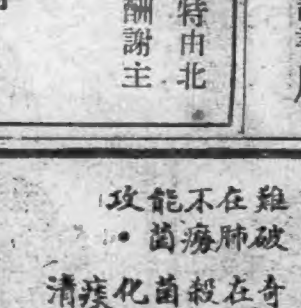 特由北
酬謝主
難在不能攻
破肺癆菌•
奇在殺菌化痰清